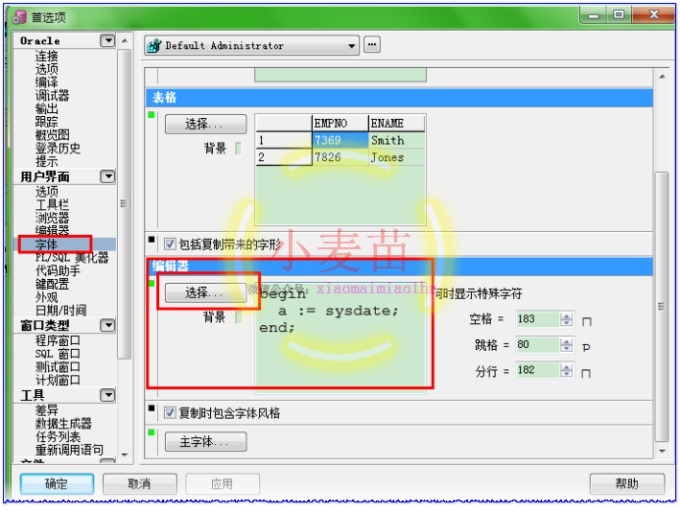 首选项
Oracle
连接
选项
编译
调试器
输出
跟踪
概览图
登录历史
提示
用户界面
选项
工具栏
浏览器
编辑器
字体
PL/SQL 美化器
代码助手
键配置
外观
日期/时间
窗口类型
程序窗口
SQL 窗口
测试窗口
计划窗口
工具
差异
数据生成器
任务列表
重新调用语句
Default Administrator
...
表格
选择...
背景
EMPNO ENAME
1 7369 Smith
2 7826 Jones
包括复制带来的字形
小麦苗
编辑器
选择...
微信公众号: xiaomaimiaolhr
何时显示特殊字符
背景
begin
a := sysdate;
end;
空格 = 183
跳格 = 80 p
分行 = 182
复制时包含字体风格
主字体...
确定
取消
应用
帮助